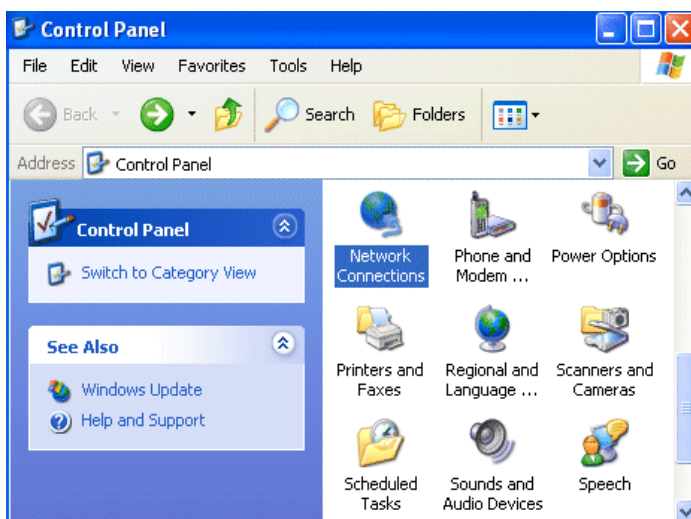 Control Panel
File Edit View Favorites Tools Help
Back Search Folders
Address Control Panel Go
Control Panel
Switch to Category View
See Also
Windows Update
Help and Support
Network
Connections
Phone and
Modem ...
Power Options
Printers and
Faxes
Regional and
Language ...
Scanners and
Cameras
Scheduled
Tasks
Sounds and
Audio Devices
Speech